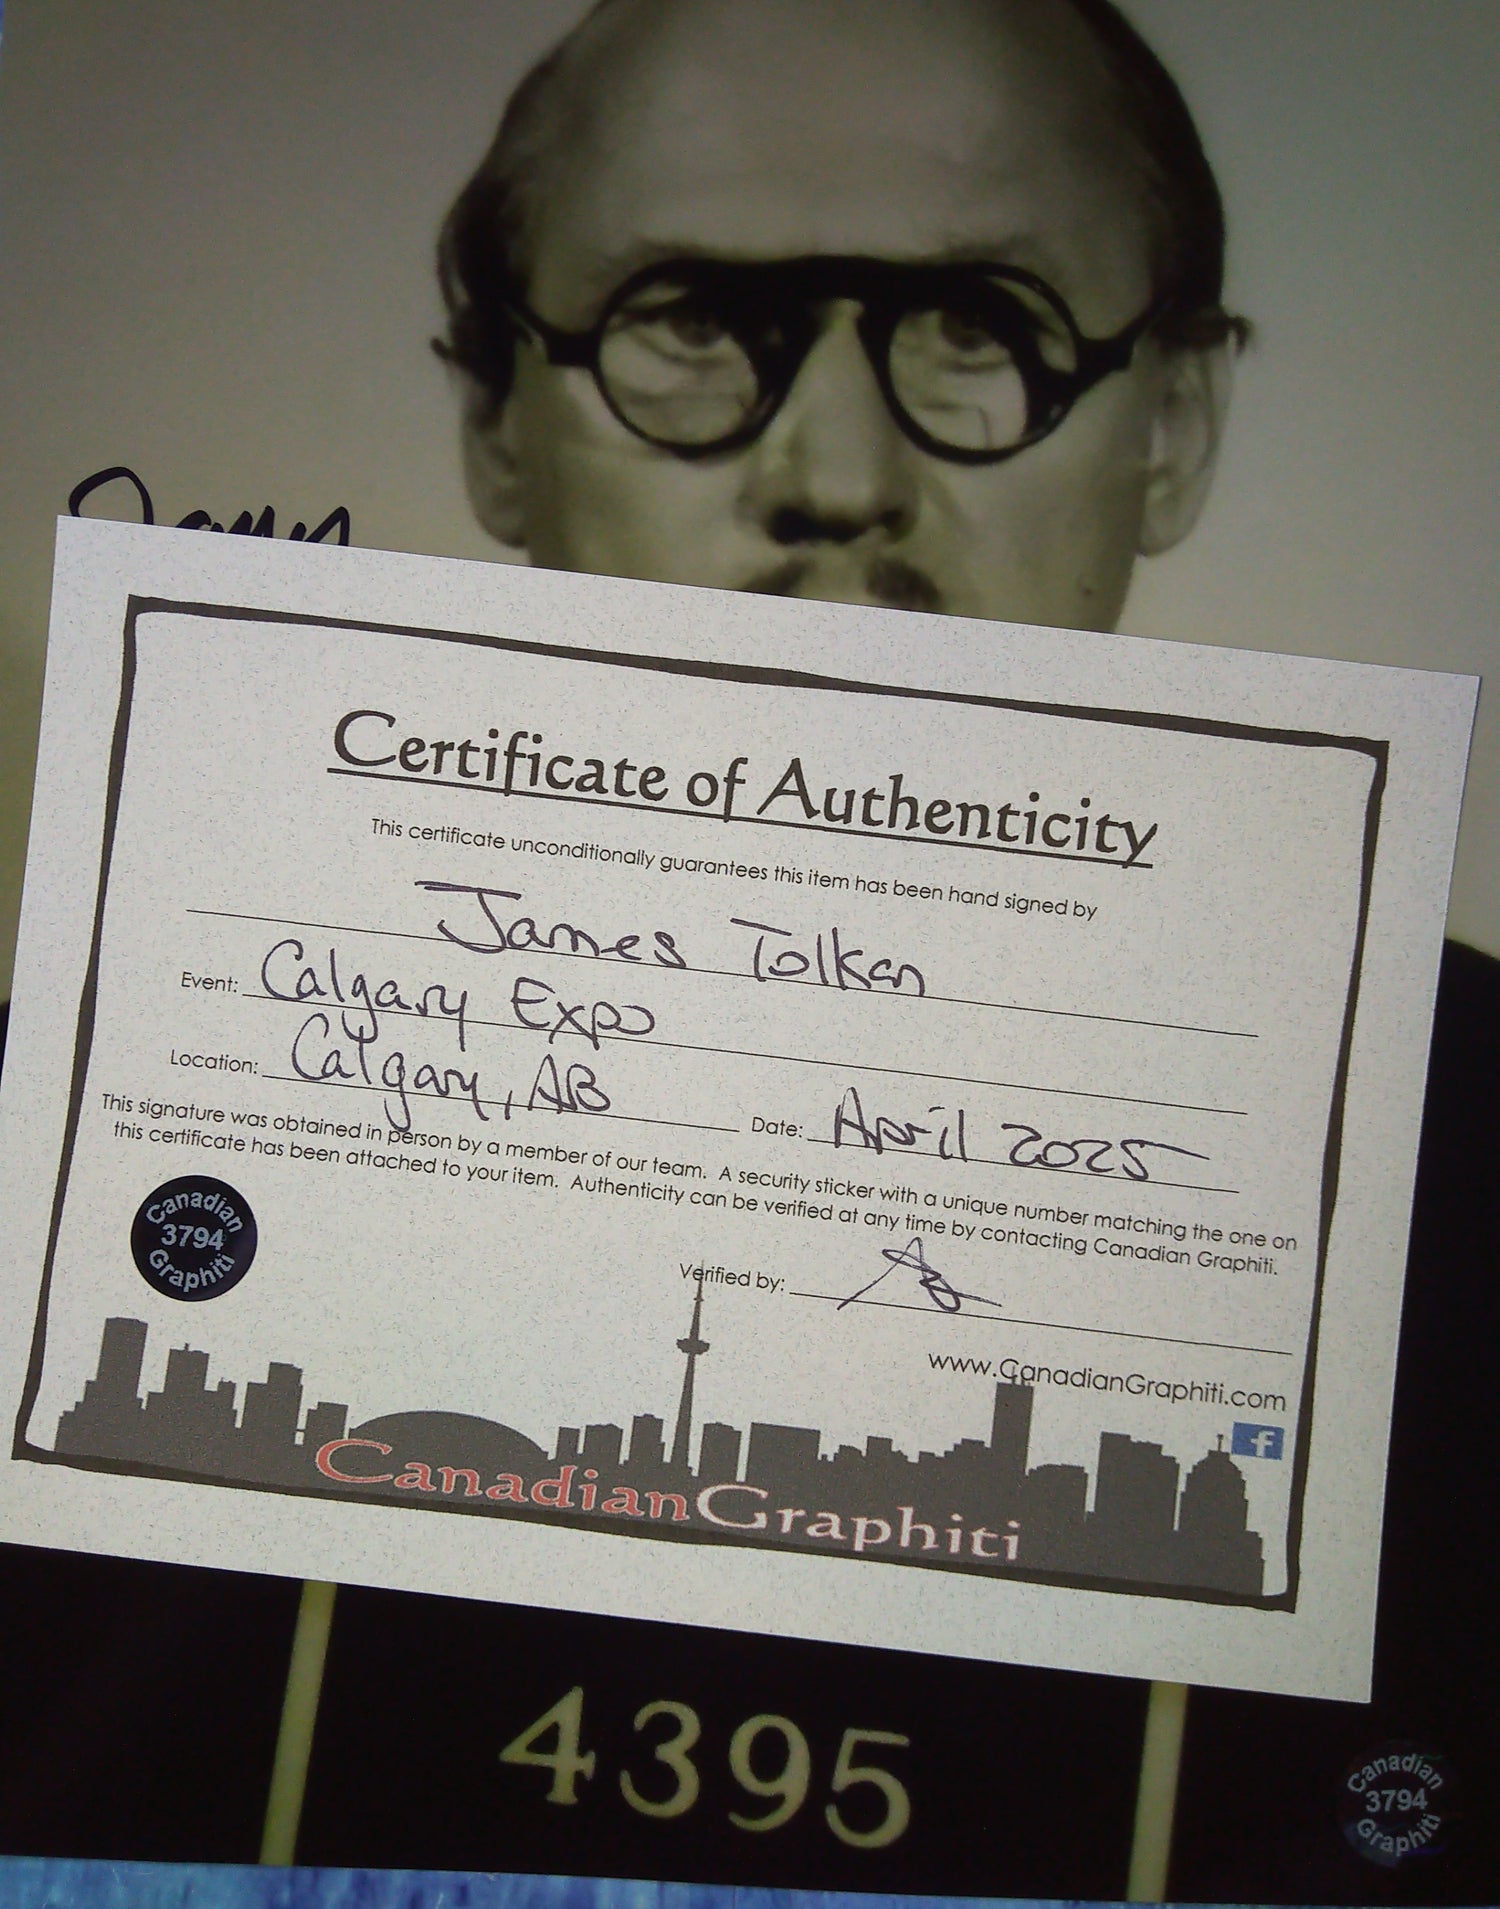 Certificate of Authenticity
This certificate unconditionally guarantees this item has been hand signed by
James Tolkan
Event: Calgary Expo
Location: Calgary, AB Date: April 2025
This signature was obtained in person by a member of our team. A security sticker with a unique number matching the one on
this certificate has been attached to your item. Authenticity can be verified at any time by contacting Canadian Graphiti.
Canadian
3794
Graphiti
Verified by:
www.CanadianGraphiti.com
f
CanadianGraphiti
4395
Canadian
3794
Graphiti